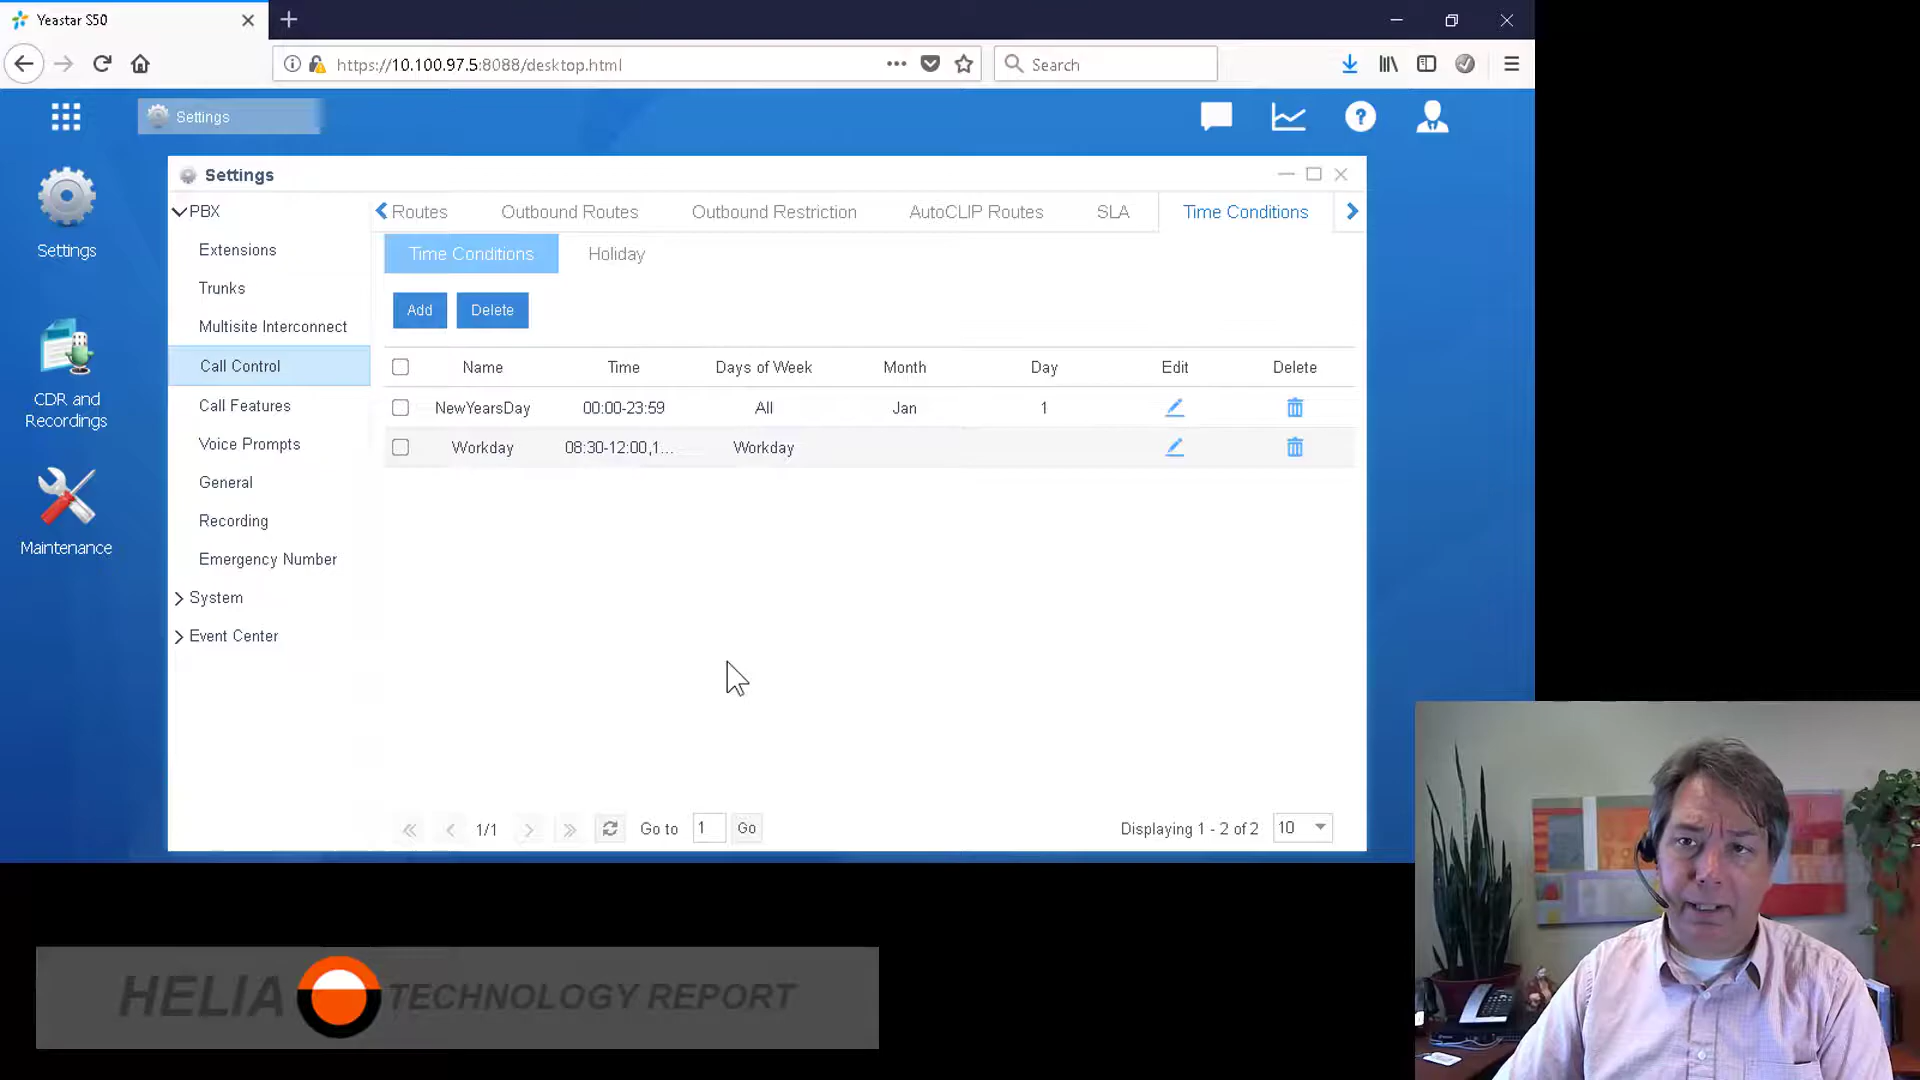 Yeastar S50
https://10.100.97.5:8088/desktop.html
Search
Settings
Settings
CDR and
Recordings
Maintenance
Settings
PBX
Extensions
Trunks
Multisite Interconnect
Call Control
Call Features
Voice Prompts
General
Recording
Emergency Number
System
Event Center
Routes Outbound Routes Outbound Restriction AutoCLIP Routes SLA Time Conditions
Time Conditions Holiday
Add Delete
Name Time Days of Week Month Day Edit Delete
NewYearsDay 00:00-23:59 All Jan 1
Workday 08:30-12:00,1... Workday
1/1 Go to 1 Go Displaying 1 - 2 of 2 10
HELIA TECHNOLOGY REPORT